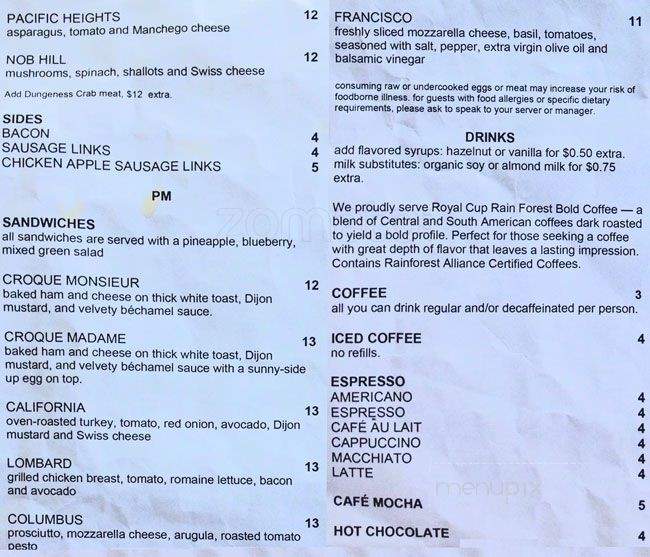 PACIFIC HEIGHTS 12
asparagus, tomato and Manchego cheese
NOB HILL 12
mushrooms, spinach, shallots and Swiss cheese
Add Dungeness Crab meat, $12 extra.
SIDES
BACON 4
SAUSAGE LINKS 4
CHICKEN APPLE SAUSAGE LINKS 5
PM
SANDWICHES
all sandwiches are served with a pineapple, blueberry,
mixed green salad
CROQUE MONSIEUR 12
baked ham and cheese on thick white toast, Dijon
mustard, and velvety béchamel sauce.
CROQUE MADAME 13
baked ham and cheese on thick white toast, Dijon
mustard, and velvety béchamel sauce with a sunny-side
up egg on top.
CALIFORNIA 13
oven-roasted turkey, tomato, red onion, avocado, Dijon
mustard and Swiss cheese
LOMBARD 13
grilled chicken breast, tomato, romaine lettuce, bacon
and avocado
COLUMBUS 13
prosciutto, mozzarella cheese, arugula, roasted tomato
pesto
FRANCISCO 11
freshly sliced mozzarella cheese, basil, tomatoes,
seasoned with salt, pepper, extra virgin olive oil and
balsamic vinegar
consuming raw or undercooked eggs or meat may increase your risk of
foodborne illness. for guests with food allergies or specific dietary
requirements, please ask to speak to your server or manager.
DRINKS
add flavored syrups: hazelnut or vanilla for $0.50 extra.
milk substitutes: organic soy or almond milk for $0.75
extra.
We proudly serve Royal Cup Rain Forest Bold Coffee — a
blend of Central and South American coffees dark roasted
to yield a bold profile. Perfect for those seeking a coffee
with great depth of flavor that leaves a lasting impression.
Contains Rainforest Alliance Certified Coffees.
COFFEE 3
all you can drink regular and/or decaffeinated per person.
ICED COFFEE 4
no refills.
ESPRESSO
AMERICANO 4
ESPRESSO 4
CAFÉ AU LAIT 4
CAPPUCCINO 4
MACCHIATO 4
LATTE 4
menupix
CAFÉ MOCHA 5
HOT CHOCOLATE 4